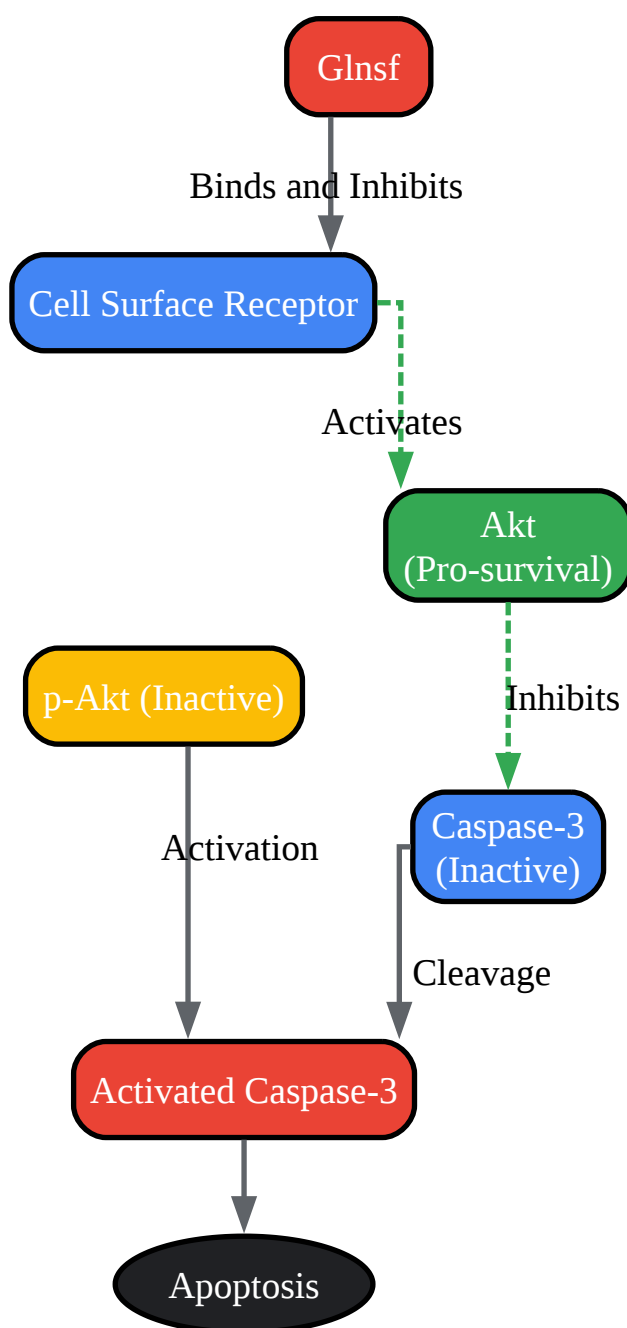 Glnsf
Binds and Inhibits
Cell Surface Receptor
Activates
Akt
(Pro-survival)
p-Akt (Inactive)
Inhibits
Caspase-3
(Inactive)
Activation
Cleavage
Activated Caspase-3
Apoptosis